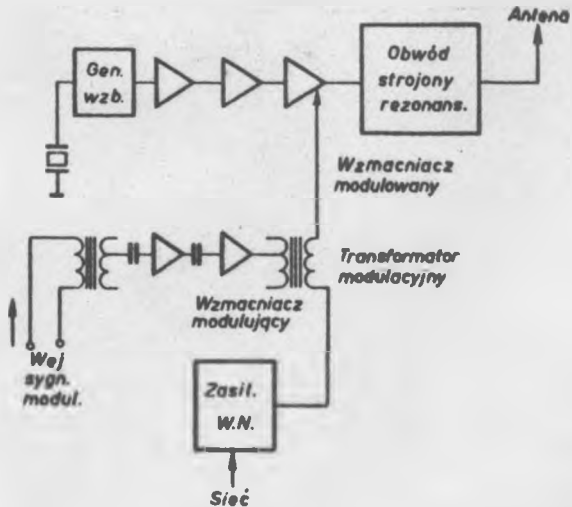 Antena
Gen.
wzb.
Obwód
strojony
rezonans.
Wzmacniacz
modulowany
Transformator
modulacyjny
Wzmacniacz
modulujący
Wej
sygn.
modul.
Zasil.
W.N.
Sieć